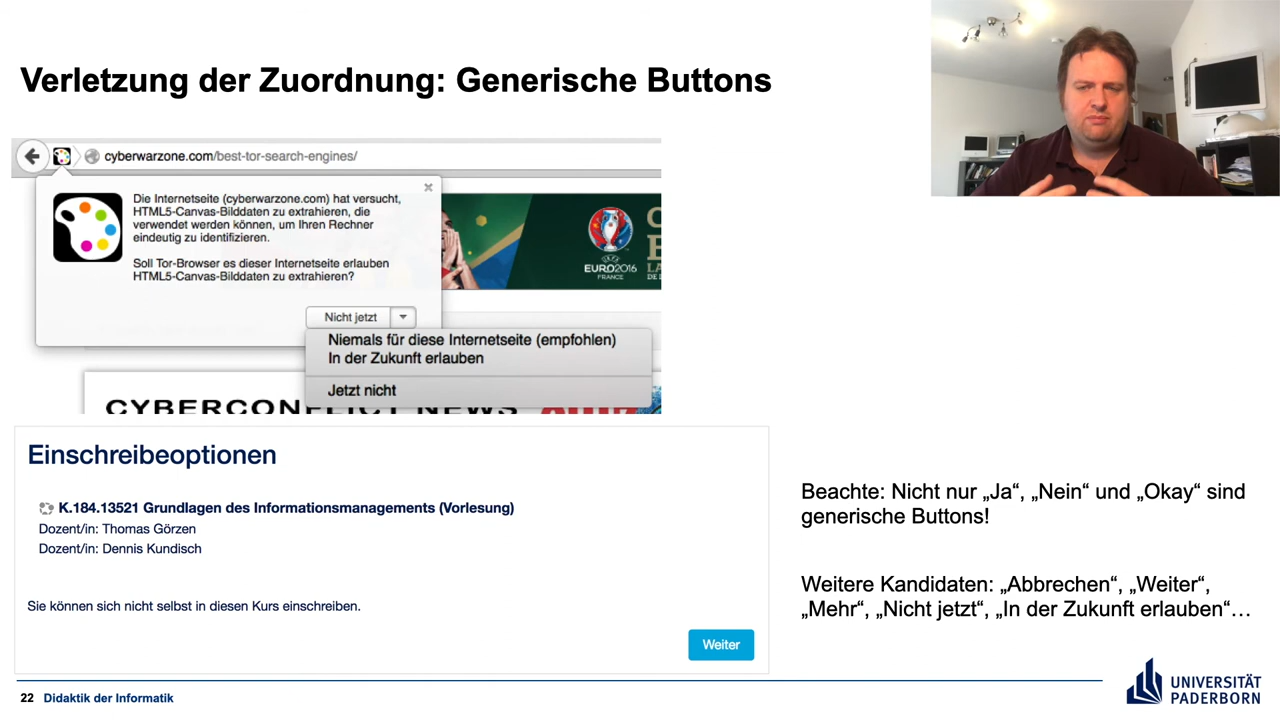 Verletzung der Zuordnung: Generische Buttons
cyberwarzone.com/best-tor-search-engines/
Die Internetseite (cyberwarzone.com) hat versucht,
HTML5-Canvas-Bilddaten zu extrahieren, die
verwendet werden können, um Ihren Rechner
eindeutig zu identifizieren.
Soll Tor-Browser es dieser Internetseite erlauben
HTML5-Canvas-Bilddaten zu extrahieren?
Nicht jetzt
Niemals für diese Internetseite (empfohlen)
In der Zukunft erlauben
Jetzt nicht
UEFA
EURO2016
FRANCE
CYBERCONFLICT NEWS
Einschreibeoptionen
K.184.13521 Grundlagen des Informationsmanagements (Vorlesung)
Dozent/in: Thomas Görzen
Dozent/in: Dennis Kundisch
Sie können sich nicht selbst in diesen Kurs einschreiben.
Weiter
Beachte: Nicht nur „Ja“, „Nein“ und „Okay“ sind
generische Buttons!
Weitere Kandidaten: „Abbrechen“, „Weiter“,
„Mehr“, „Nicht jetzt“, „In der Zukunft erlauben“…
22 Didaktik der Informatik
UNIVERSITÄT
PADERBORN